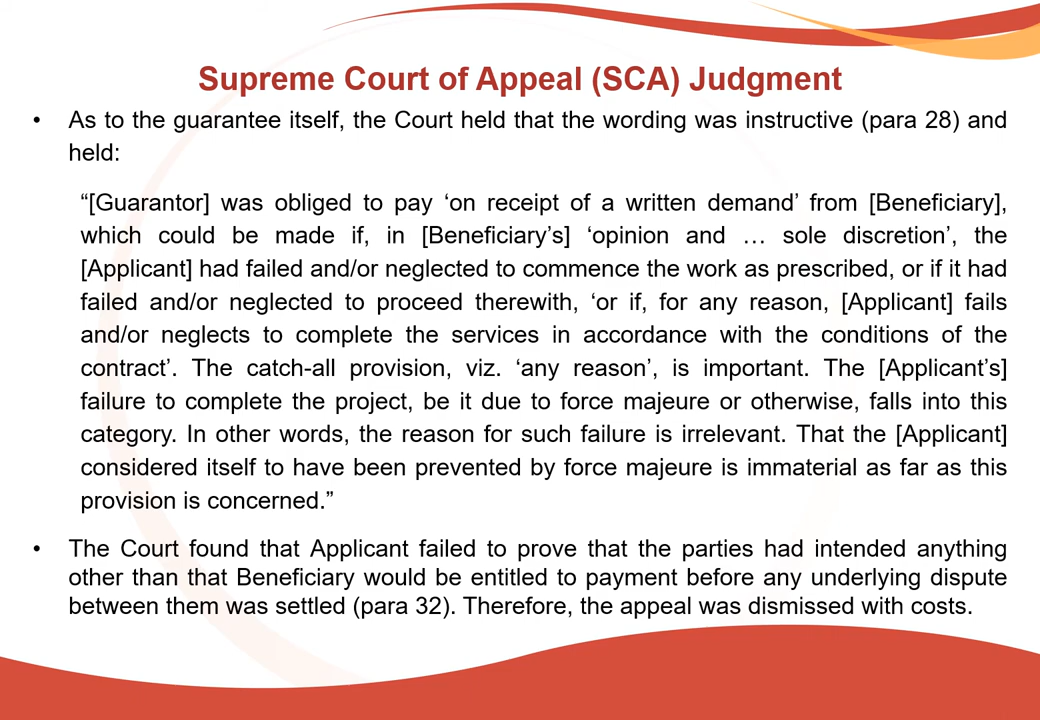 Supreme Court of Appeal (SCA) Judgment
• As to the guarantee itself, the Court held that the wording was instructive (para 28) and
held:
“[Guarantor] was obliged to pay ‘on receipt of a written demand’ from [Beneficiary],
which could be made if, in [Beneficiary’s] ‘opinion and … sole discretion’, the
[Applicant] had failed and/or neglected to commence the work as prescribed, or if it had
failed and/or neglected to proceed therewith, ‘or if, for any reason, [Applicant] fails
and/or neglects to complete the services in accordance with the conditions of the
contract’. The catch-all provision, viz. ‘any reason’, is important. The [Applicant’s]
failure to complete the project, be it due to force majeure or otherwise, falls into this
category. In other words, the reason for such failure is irrelevant. That the [Applicant]
considered itself to have been prevented by force majeure is immaterial as far as this
provision is concerned.”
• The Court found that Applicant failed to prove that the parties had intended anything
other than that Beneficiary would be entitled to payment before any underlying dispute
between them was settled (para 32). Therefore, the appeal was dismissed with costs.